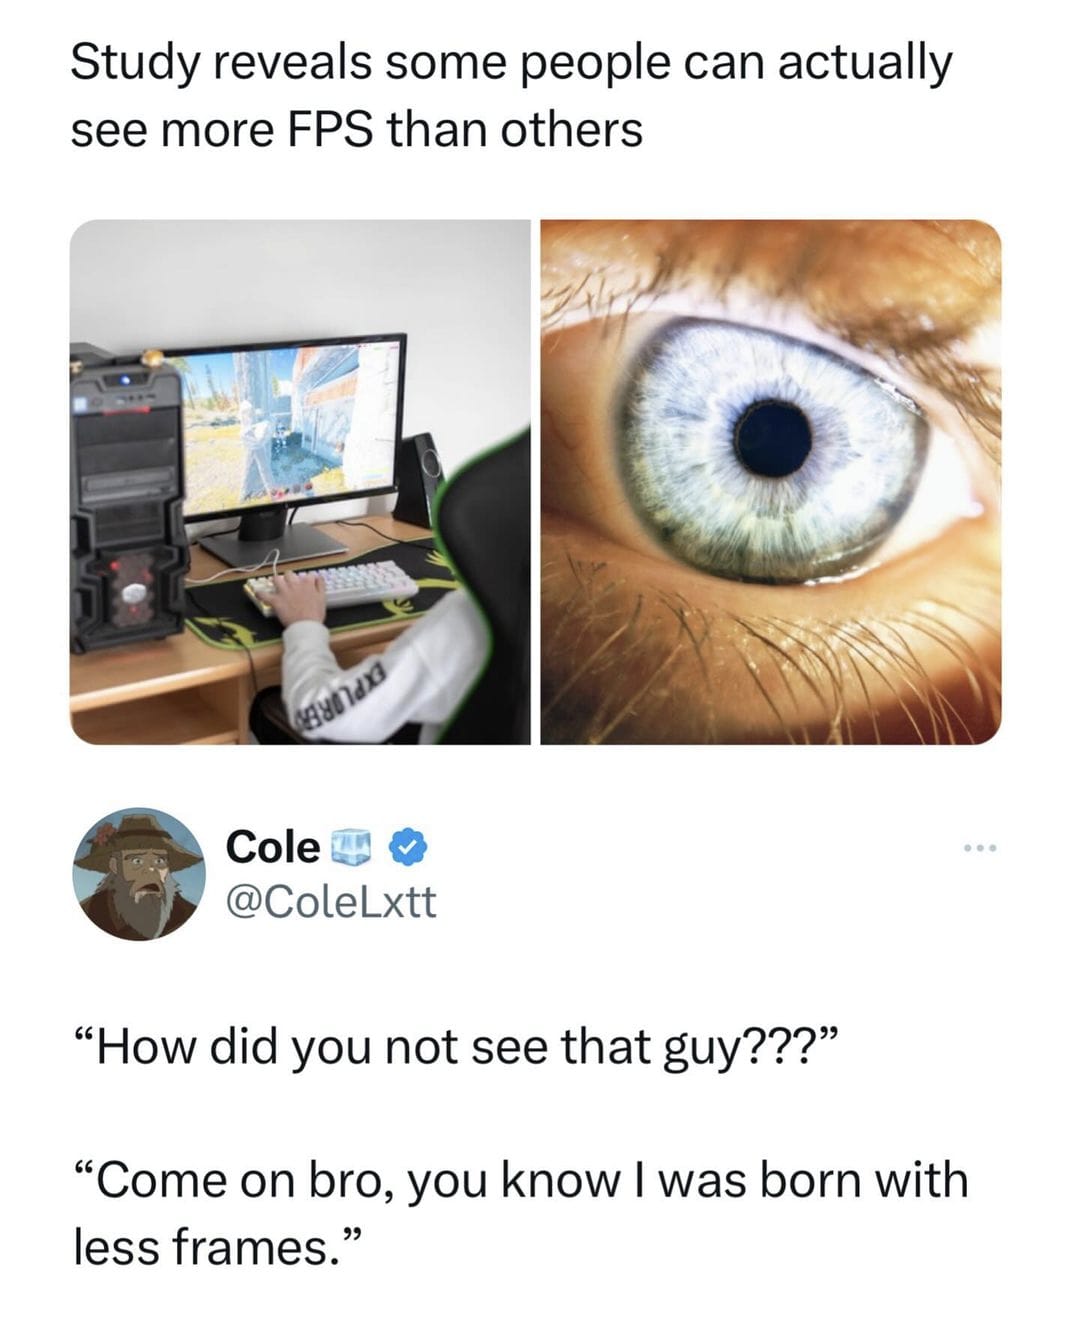 Study reveals some people can actually
see more FPS than others
EXPLORER
Cole
@ColeLxtt
“How did you not see that guy???”
“Come on bro, you know I was born with
less frames.”